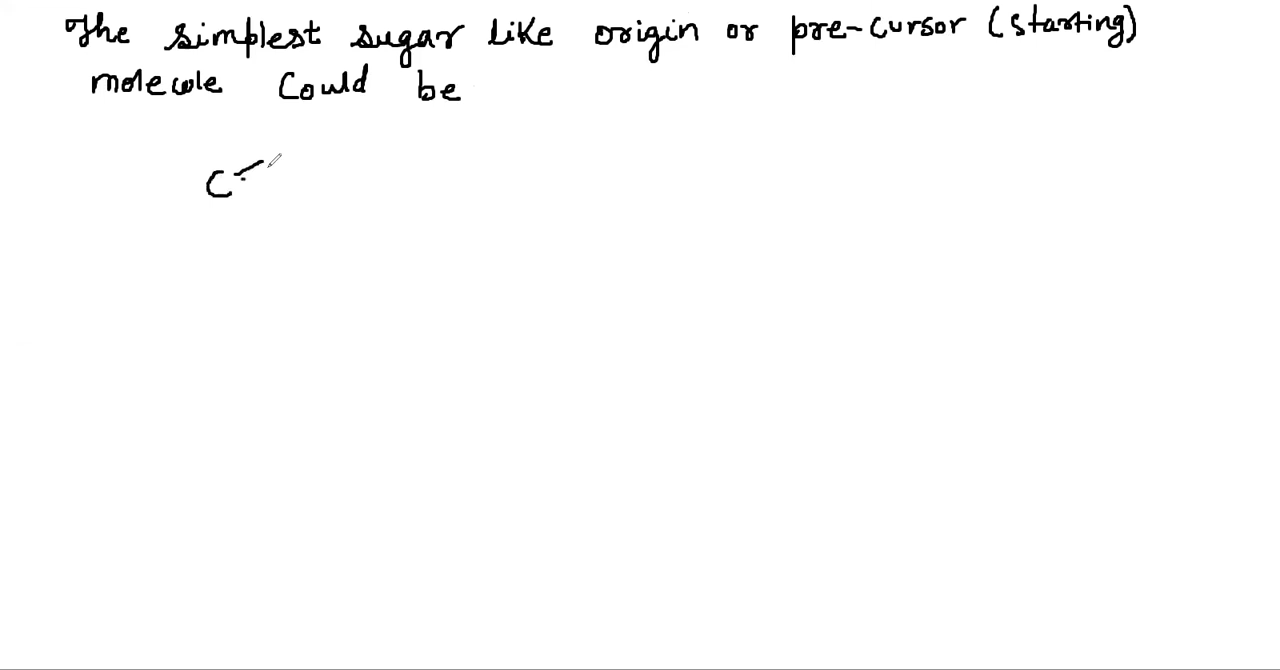 The simplest sugar like origin or pre-cursor (starting)
molecule could be
C